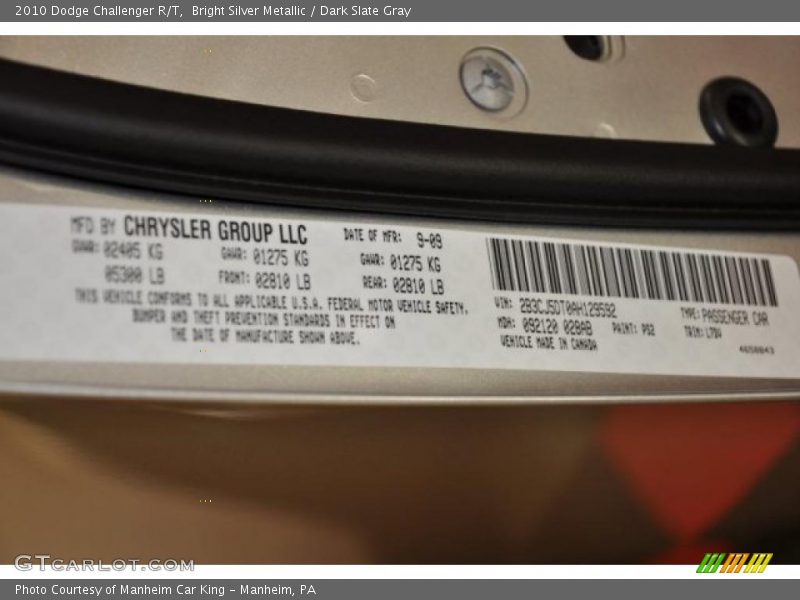 2010 Dodge Challenger R/T,  Bright Silver Metallic / Dark Slate Gray
MFD BY CHRYSLER GROUP LLC DATE OF MFR: 9-09
GVWR: 02405 KG GAWR: 01275 KG GAWR: 01275 KG
05300 LB FRONT: 02810 LB REAR: 02810 LB
THIS VEHICLE CONFORMS TO ALL APPLICABLE U.S.A. FEDERAL MOTOR VEHICLE SAFETY,
BUMPER AND THEFT PREVENTION STANDARDS IN EFFECT ON
THE DATE OF MANUFACTURE SHOWN ABOVE.
VIN: 2B3CJ5DT0AH129592 TYPE: PASSENGER CAR
MDH: 092120 028AB PAINT: PS2 TRIM: L7DV
VEHICLE MADE IN CANADA
GTCARLOT.COM
Photo Courtesy of Manheim Car King - Manheim, PA